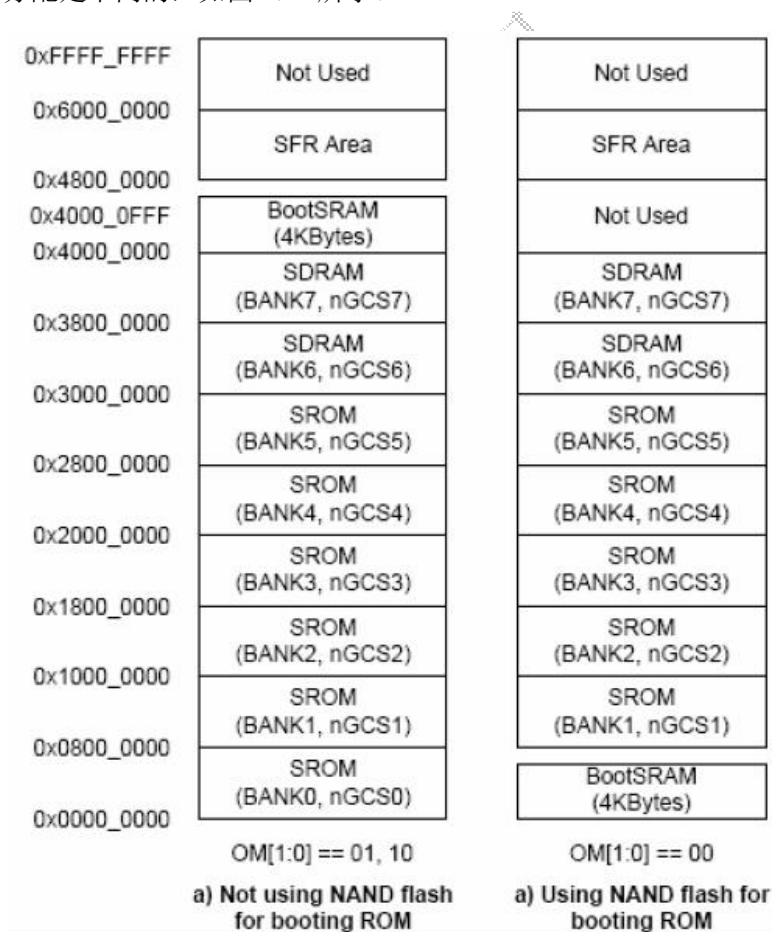 0xFFFF_FFFF
Not Used
Not Used
0x6000_0000
SFR Area
SFR Area
0x4800_0000
0x4000_0FFF
BootSRAM
(4KBytes)
Not Used
0x4000_0000
SDRAM
(BANK7, nGCS7)
SDRAM
(BANK7, nGCS7)
0x3800_0000
SDRAM
(BANK6, nGCS6)
SDRAM
(BANK6, nGCS6)
0x3000_0000
SROM
(BANK5, nGCS5)
SROM
(BANK5, nGCS5)
0x2800_0000
SROM
(BANK4, nGCS4)
SROM
(BANK4, nGCS4)
0x2000_0000
SROM
(BANK3, nGCS3)
SROM
(BANK3, nGCS3)
0x1800_0000
SROM
(BANK2, nGCS2)
SROM
(BANK2, nGCS2)
0x1000_0000
SROM
(BANK1, nGCS1)
SROM
(BANK1, nGCS1)
0x0800_0000
SROM
(BANK0, nGCS0)
BootSRAM
(4KBytes)
0x0000_0000
OM[1:0] == 01, 10
OM[1:0] == 00
a) Not using NAND flash
for booting ROM
a) Using NAND flash for
booting ROM